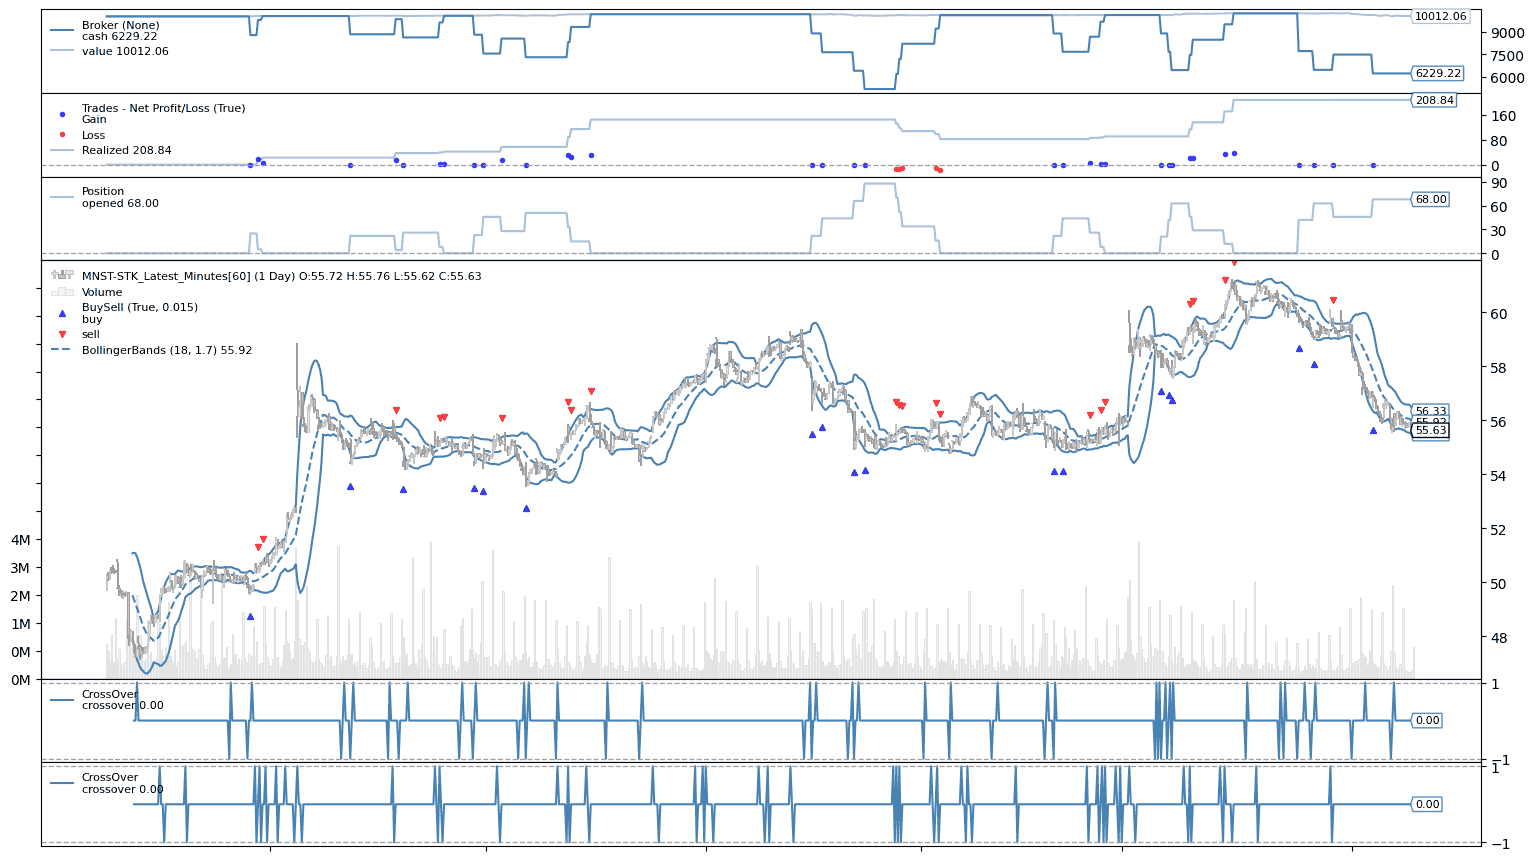 Broker (None)
cash 6229.22
value 10012.06
10012.06
9000
7500
6229.22
6000
Trades - Net Profit/Loss (True)
Gain
Loss
Realized 208.84
208.84
160
80
0
Position
opened 68.00
90
68.00
60
30
0
MNST-STK_Latest_Minutes[60] (1 Day) O:55.72 H:55.76 L:55.62 C:55.63
Volume
BuySell (True, 0.015)
buy
sell
BollingerBands (18, 1.7) 55.92
60
58
56.33
56
55.63
54
52
50
48
4M
3M
2M
1M
0M
0M
CrossOver
crossover 0.00
1
0.00
−1
CrossOver
crossover 0.00
1
0.00
−1